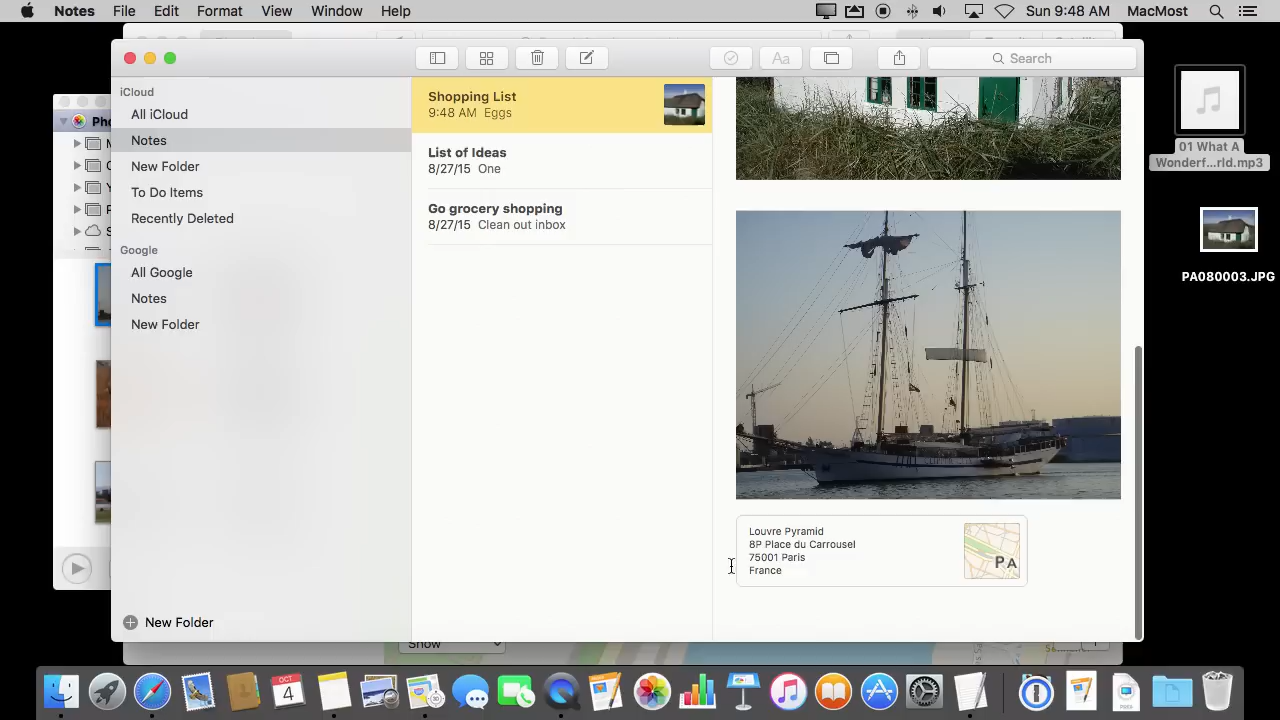 Notes File Edit Format View Window Help Sun 9:48 AM MacMost
Aa Search
iCloud
All iCloud
Notes
New Folder
To Do Items
Recently Deleted
Google
All Google
Notes
New Folder
New Folder
Shopping List
9:48 AM Eggs
List of Ideas
8/27/15 One
Go grocery shopping
8/27/15 Clean out inbox
Louvre Pyramid
8P Place du Carrousel
75001 Paris
France
PA
01 What A
Wonderf...rld.mp3
PA080003.JPG
Show
OCT
4